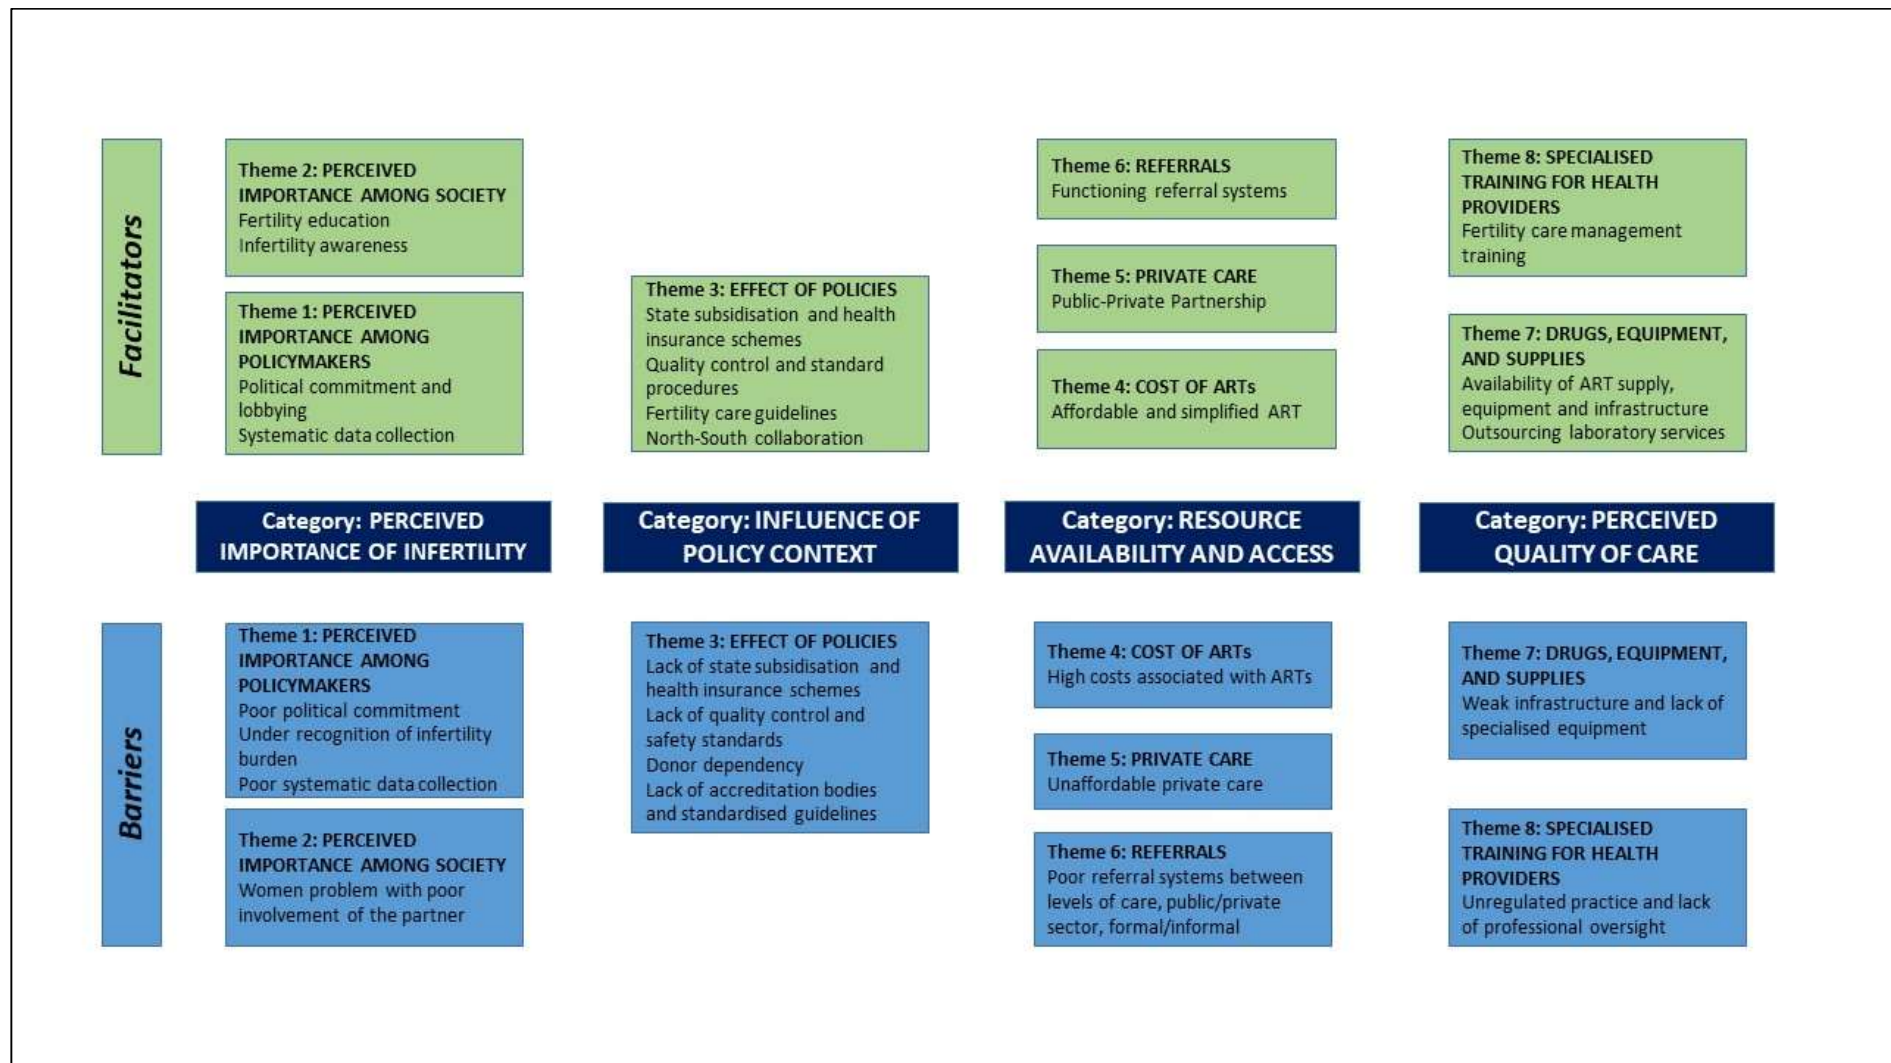 Facilitators
Theme 2: PERCEIVED
IMPORTANCE AMONG SOCIETY
Fertility education
Infertility awareness
Theme 1: PERCEIVED
IMPORTANCE AMONG
POLICYMAKERS
Political commitment and
lobbying
Systematic data collection
Theme 3: EFFECT OF POLICIES
State subsidisation and health
insurance schemes
Quality control and standard
procedures
Fertility care guidelines
North-South collaboration
Theme 6: REFERRALS
Functioning referral systems
Theme 5: PRIVATE CARE
Public-Private Partnership
Theme 4: COST OF ARTs
Affordable and simplified ART
Theme 8: SPECIALISED
TRAINING FOR HEALTH
PROVIDERS
Fertility care management
training
Theme 7: DRUGS, EQUIPMENT,
AND SUPPLIES
Availability of ART supply,
equipment and infrastructure
Outsourcing laboratory services
Category: PERCEIVED
IMPORTANCE OF INFERTILITY
Category: INFLUENCE OF
POLICY CONTEXT
Category: RESOURCE
AVAILABILITY AND ACCESS
Category: PERCEIVED
QUALITY OF CARE
Barriers
Theme 1: PERCEIVED
IMPORTANCE AMONG
POLICYMAKERS
Poor political commitment
Under recognition of infertility
burden
Poor systematic data collection
Theme 2: PERCEIVED
IMPORTANCE AMONG SOCIETY
Women problem with poor
involvement of the partner
Theme 3: EFFECT OF POLICIES
Lack of state subsidisation and
health insurance schemes
Lack of quality control and
safety standards
Donor dependency
Lack of accreditation bodies
and standardised guidelines
Theme 4: COST OF ARTs
High costs associated with ARTs
Theme 5: PRIVATE CARE
Unaffordable private care
Theme 6: REFERRALS
Poor referral systems between
levels of care, public/private
sector, formal/informal
Theme 7: DRUGS, EQUIPMENT,
AND SUPPLIES
Weak infrastructure and lack of
specialised equipment
Theme 8: SPECIALISED
TRAINING FOR HEALTH
PROVIDERS
Unregulated practice and lack
of professional oversight